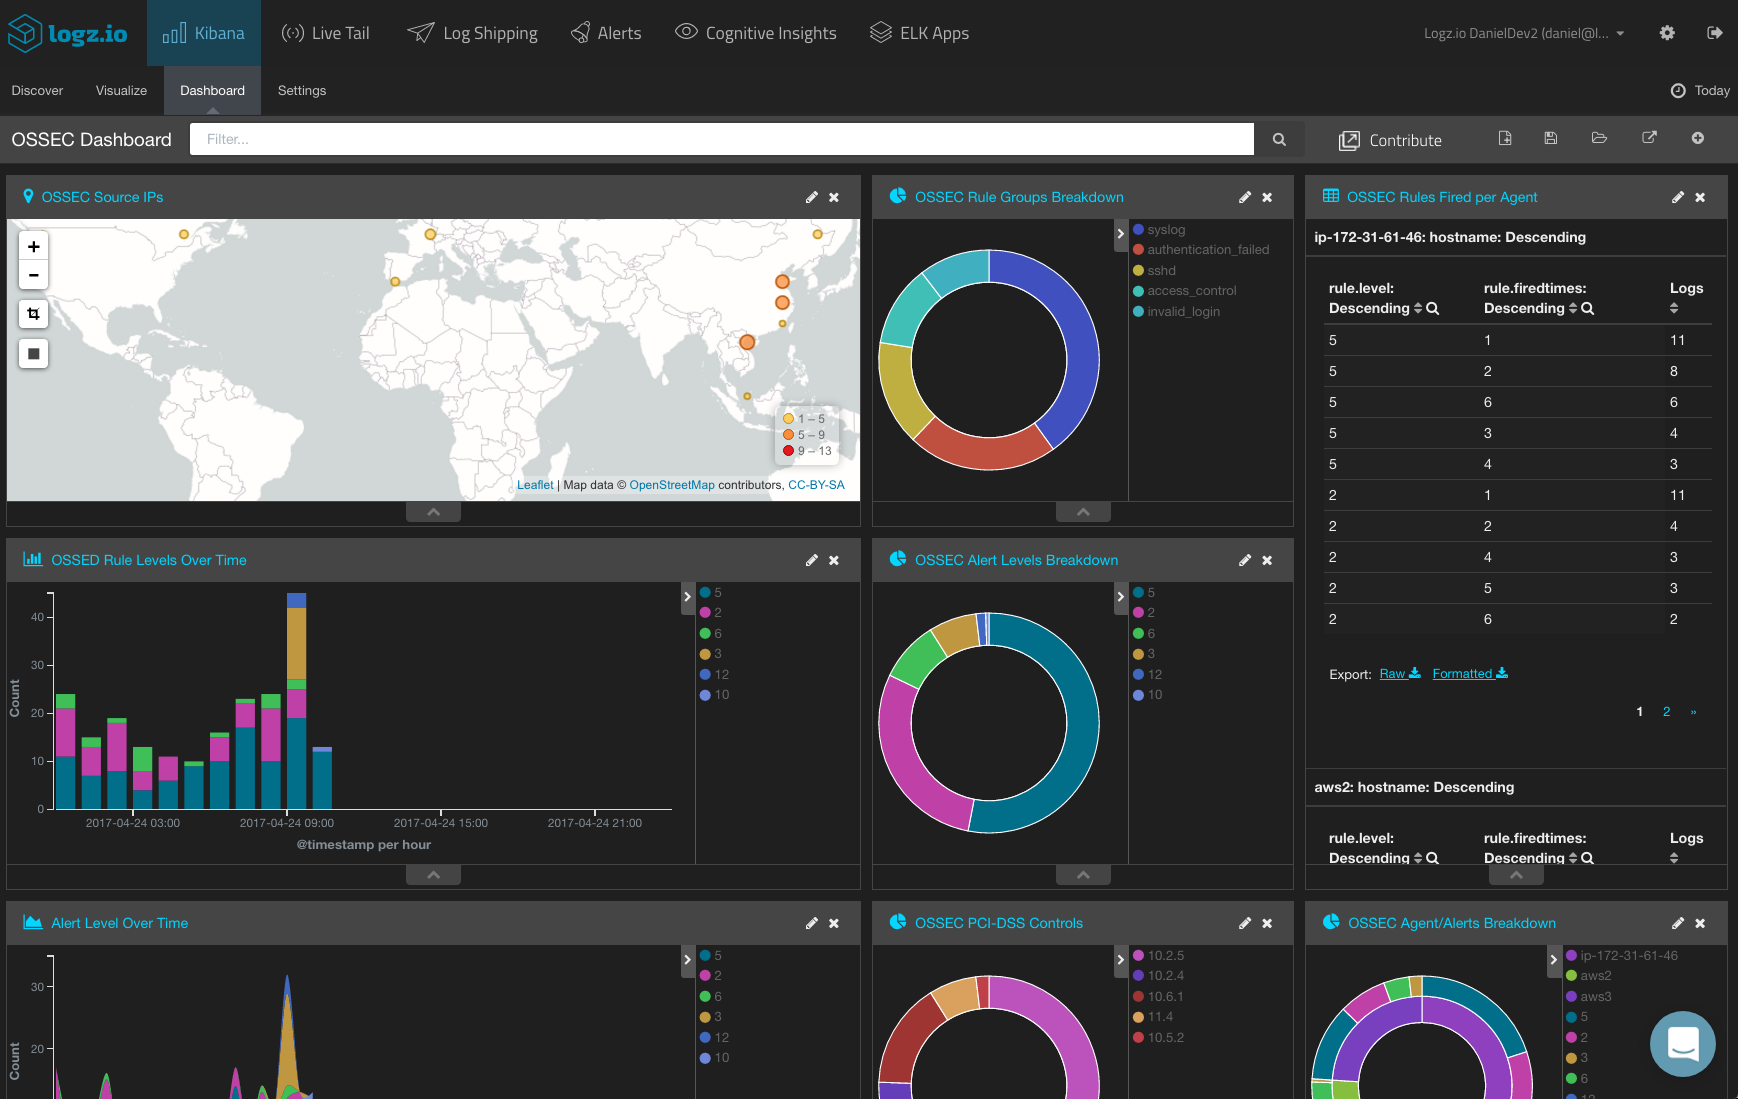 logz.io
Kibana
Live Tail
Log Shipping
Alerts
Cognitive Insights
ELK Apps
Logz.io DanielDev2 (daniel@l...
Discover
Visualize
Dashboard
Settings
Today
OSSEC Dashboard
Filter...
Contribute
OSSEC Source IPs
+
−
1 – 5
5 – 9
9 – 13
Leaflet | Map data © OpenStreetMap contributors, CC-BY-SA
OSSEC Rule Groups Breakdown
syslog
authentication_failed
sshd
access_control
invalid_login
OSSEC Rules Fired per Agent
ip-172-31-61-46: hostname: Descending
rule.level: Descending
rule.firedtimes: Descending
Logs
5 1 11
5 2 8
5 6 6
5 3 4
5 4 3
2 1 11
2 2 4
2 4 3
2 5 3
2 6 2
Export: Raw Formatted
1 2 »
aws2: hostname: Descending
rule.level: Descending
rule.firedtimes: Descending
Logs
OSSED Rule Levels Over Time
Count
40
30
20
10
0
2017-04-24 03:00
2017-04-24 09:00
2017-04-24 15:00
2017-04-24 21:00
@timestamp per hour
5
2
6
3
12
10
OSSEC Alert Levels Breakdown
5
2
6
3
12
10
Alert Level Over Time
Count
30
20
5
2
6
3
12
10
OSSEC PCI-DSS Controls
10.2.5
10.2.4
10.6.1
11.4
10.5.2
OSSEC Agent/Alerts Breakdown
ip-172-31-61-46
aws2
aws3
5
2
3
6
12